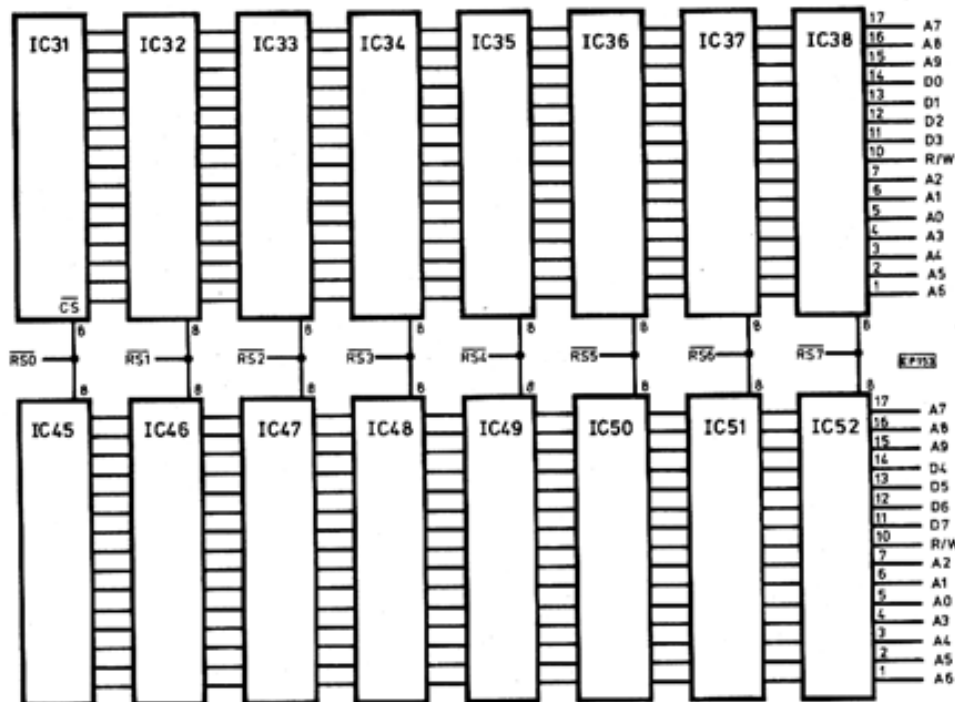 IC31 IC32 IC33 IC34 IC35 IC36 IC37 IC38
17 A7
16 A8
15 A9
14 D0
13 D1
12 D2
11 D3
10 R/W
7 A2
6 A1
5 A0
4 A3
3 A4
2 A5
1 A6
CS
8 8 8 8 8 8 8 8
RS0 RS1 RS2 RS3 RS4 RS5 RS6 RS7
8 8 8 8 8 8 8 8
IC45 IC46 IC47 IC48 IC49 IC50 IC51 IC52
17 A7
16 A8
15 A9
14 D4
13 D5
12 D6
11 D7
10 R/W
7 A2
6 A1
5 A0
4 A3
3 A4
2 A5
1 A6